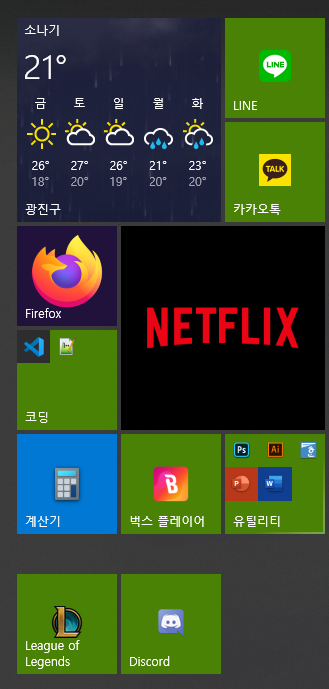 소나기
21°
금 토 일 월 화
26° 27° 26° 21° 23°
18° 20° 19° 20° 20°
광진구
LINE
LINE
TALK
카카오톡
Firefox
NETFLIX
코딩
계산기
B
벅스 플레이어
Ps
Ai
P
W
유틸리티
L
League of
Legends
Discord